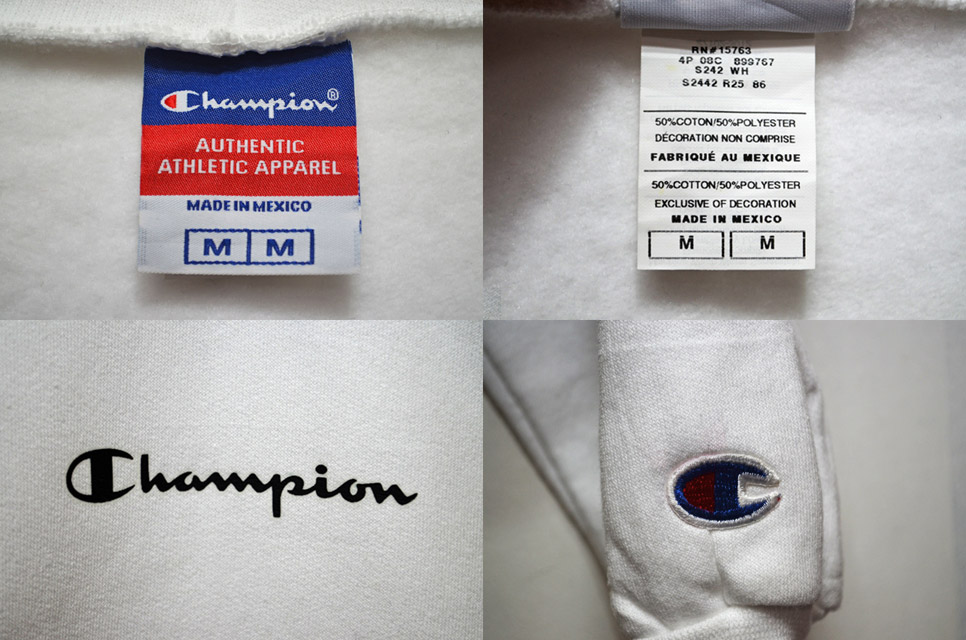 Champion®
AUTHENTIC
ATHLETIC APPAREL
MADE IN MEXICO
M M
RN#15763
4P 08C 899767
S242 WH
S2442 R25 86
50%COTON/50%POLYESTER
DÉCORATION NON COMPRISE
FABRIQUÉ AU MEXIQUE
50%COTTON/50%POLYESTER
EXCLUSIVE OF DECORATION
MADE IN MEXICO
M M
Champion
C